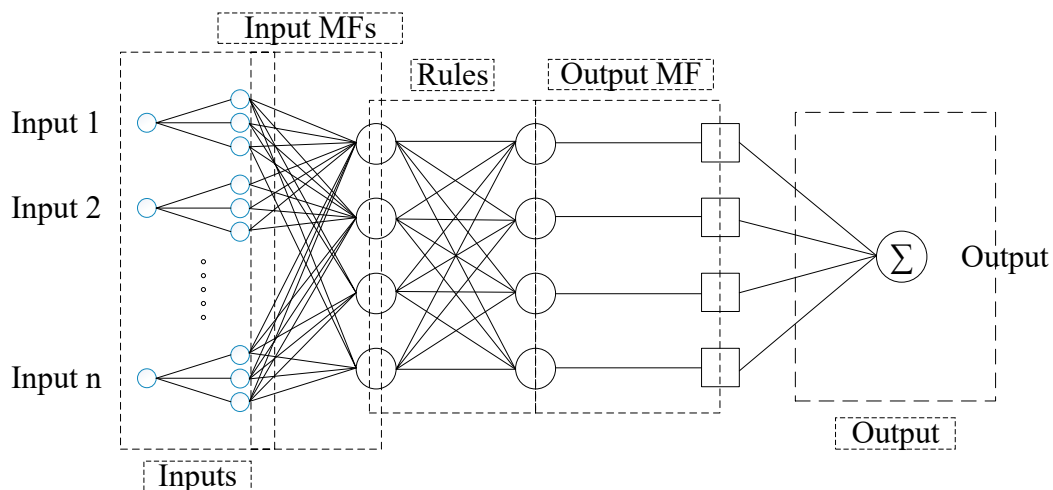 Input MFs
Rules
Output MF
Input 1
Input 2
Input n
Σ
Output
Output
Inputs